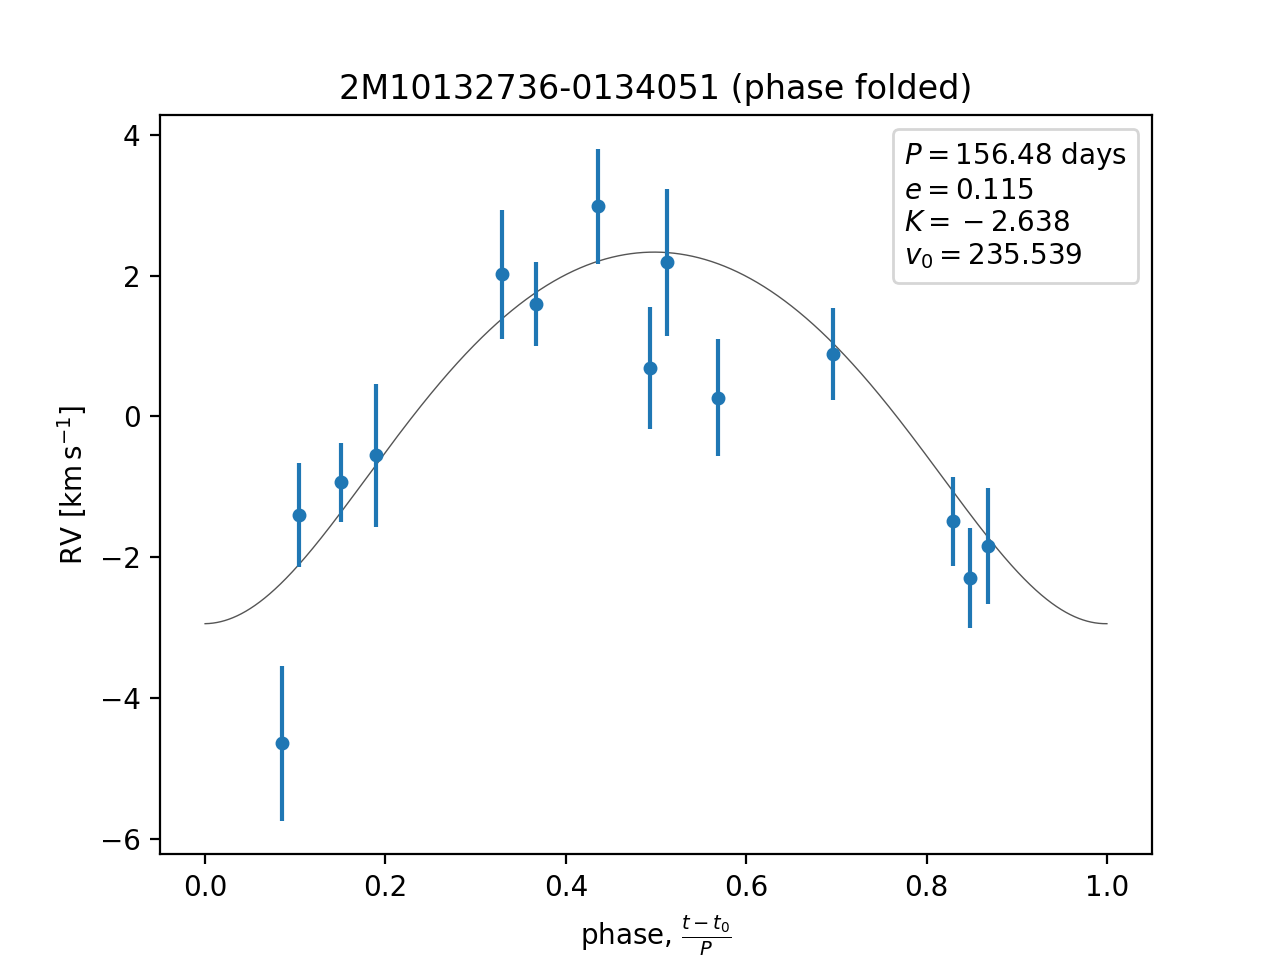 2M10132736-0134051 (phase folded)
P = 156.48 days
e = 0.115
K = −2.638
v₀ = 235.539
4
2
0
−2
−4
−6
RV [km s⁻¹]
0.0 0.2 0.4 0.6 0.8 1.0
phase, (t − t₀)/P